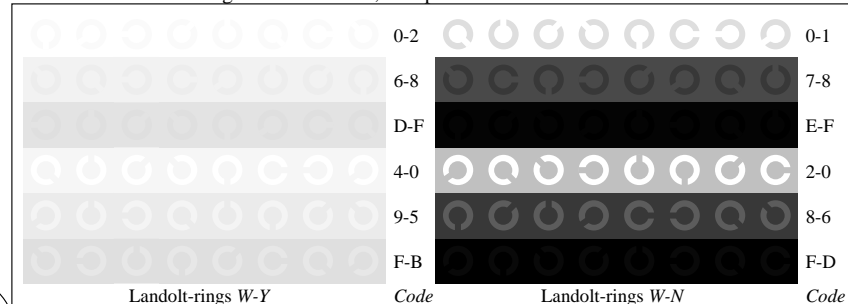 0-2 0-1
6-8 7-8
D-F E-F
4-0 2-0
9-5 8-6
F-B F-D
Landolt-rings W-Y Code Landolt-rings W-N Code